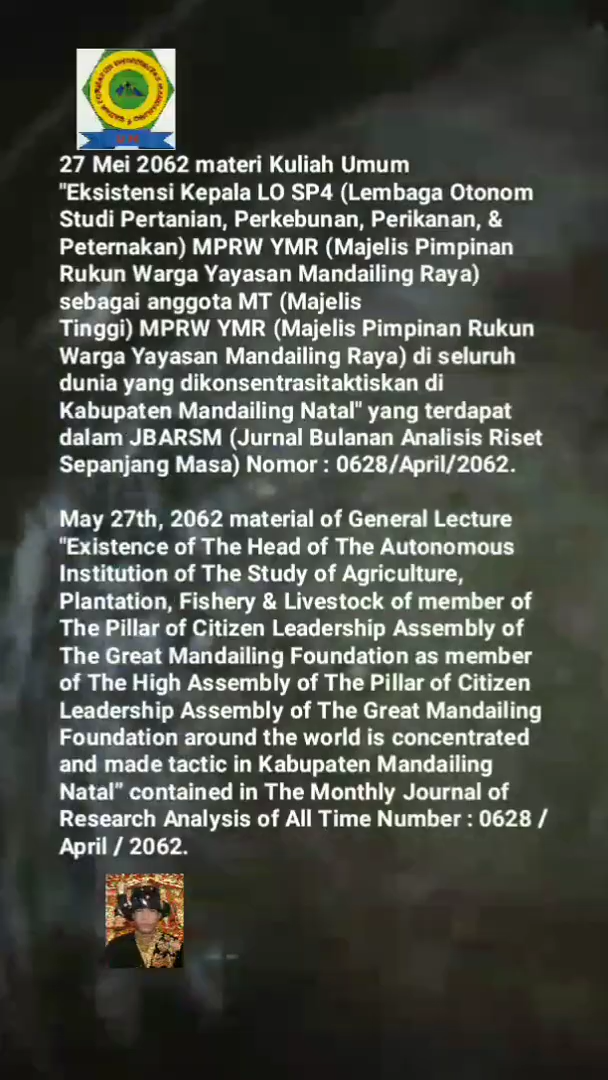 27 Mei 2062 materi Kuliah Umum
"Eksistensi Kepala LO SP4 (Lembaga Otonom
Studi Pertanian, Perkebunan, Perikanan, &
Peternakan) MPRW YMR (Majelis Pimpinan
Rukun Warga Yayasan Mandailing Raya)
sebagai anggota MT (Majelis
Tinggi) MPRW YMR (Majelis Pimpinan Rukun
Warga Yayasan Mandailing Raya) di seluruh
dunia yang dikonsentrasitaktiskan di
Kabupaten Mandailing Natal" yang terdapat
dalam JBARSM (Jurnal Bulanan Analisis Riset
Sepanjang Masa) Nomor : 0628/April/2062.
May 27th, 2062 material of General Lecture
"Existence of The Head of The Autonomous
Institution of The Study of Agriculture,
Plantation, Fishery & Livestock of member of
The Pillar of Citizen Leadership Assembly of
The Great Mandailing Foundation as member
of The High Assembly of The Pillar of Citizen
Leadership Assembly of The Great Mandailing
Foundation around the world is concentrated
and made tactic in Kabupaten Mandailing
Natal" contained in The Monthly Journal of
Research Analysis of All Time Number : 0628 /
April / 2062.